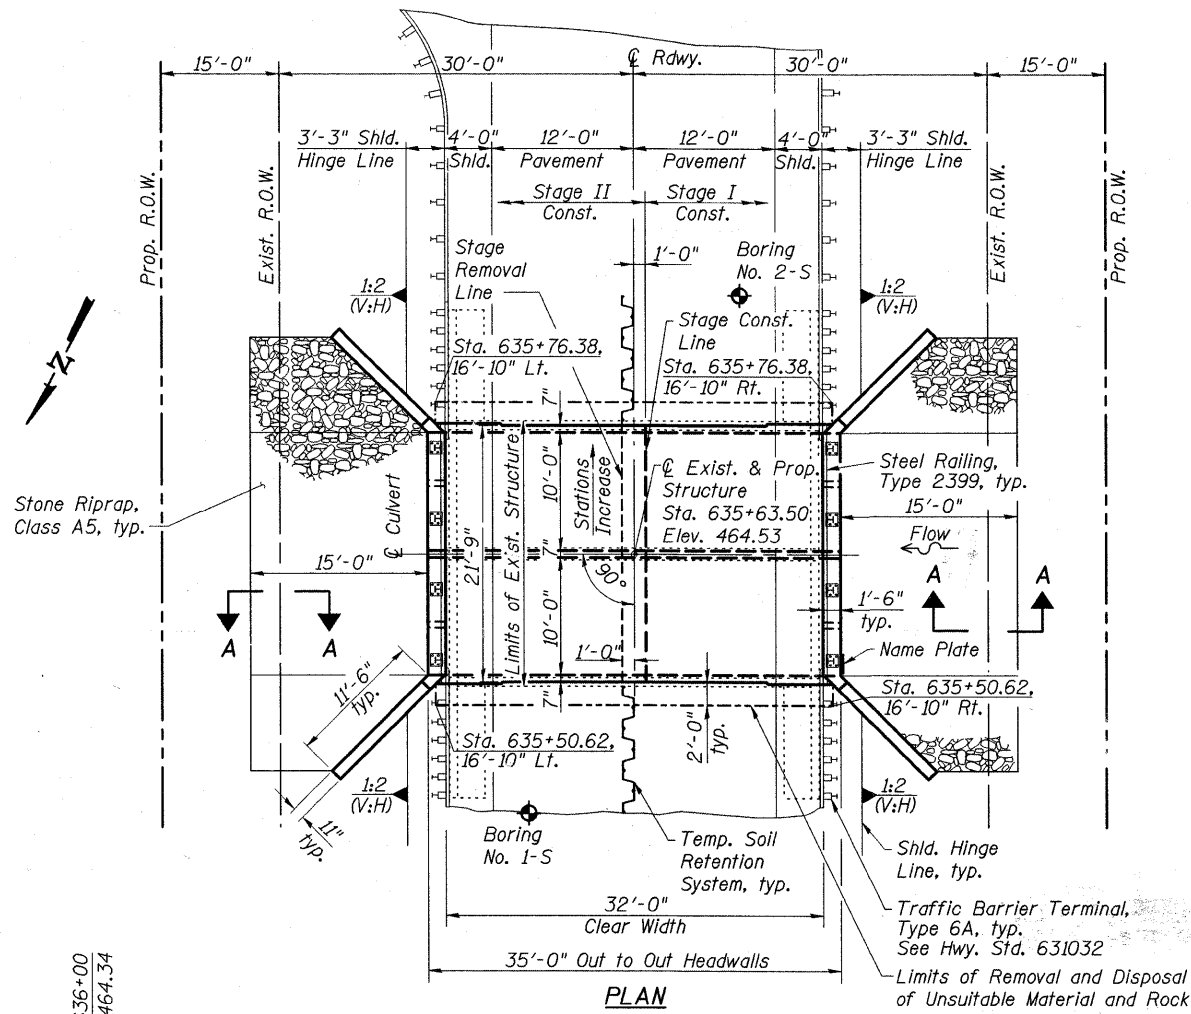 ℄ Rdwy.
15'-0"
30'-0"
30'-0"
15'-0"
3'-3" Shld.
Hinge Line
4'-0"
Shld.
12'-0"
Pavement
12'-0"
Pavement
4'-0"
Shld.
3'-3" Shld.
Hinge Line
Prop. R.O.W.
Exist. R.O.W.
Exist. R.O.W.
Prop. R.O.W.
Stage II
Const.
Stage I
Const.
Stage
Removal
Line
1'-0"
Boring
No. 2-S
1:2
(V:H)
1:2
(V:H)
N
Stage Const.
Line
Sta. 635+76.38,
16'-10" Lt.
Sta. 635+76.38,
16'-10" Rt.
7"
Stone Riprap,
Class A5, typ.
℄ Culvert
21'-9"
Limits of Exist. Structure
10'-0"
Stations
Increase
℄ Exist. & Prop.
Structure
Sta. 635+63.50
Elev. 464.53
Steel Railing,
Type 2399, typ.
15'-0"
Flow
15'-0"
7"
90°
A
A
A
A
10'-0"
1'-0"
1'-6"
typ.
Name Plate
11'-6"
typ.
7"
2'-0"
typ.
Sta. 635+50.62,
16'-10" Rt.
Sta. 635+50.62,
16'-10" Lt.
1:2
(V:H)
1:2
(V:H)
11"
typ.
Boring
No. 1-S
Temp. Soil
Retention
System, typ.
Shld. Hinge
Line, typ.
32'-0"
Clear Width
Traffic Barrier Terminal,
Type 6A, typ.
See Hwy. Std. 631032
35'-0" Out to Out Headwalls
Limits of Removal and Disposal
of Unsuitable Material and Rock
PLAN
36+00
464.34